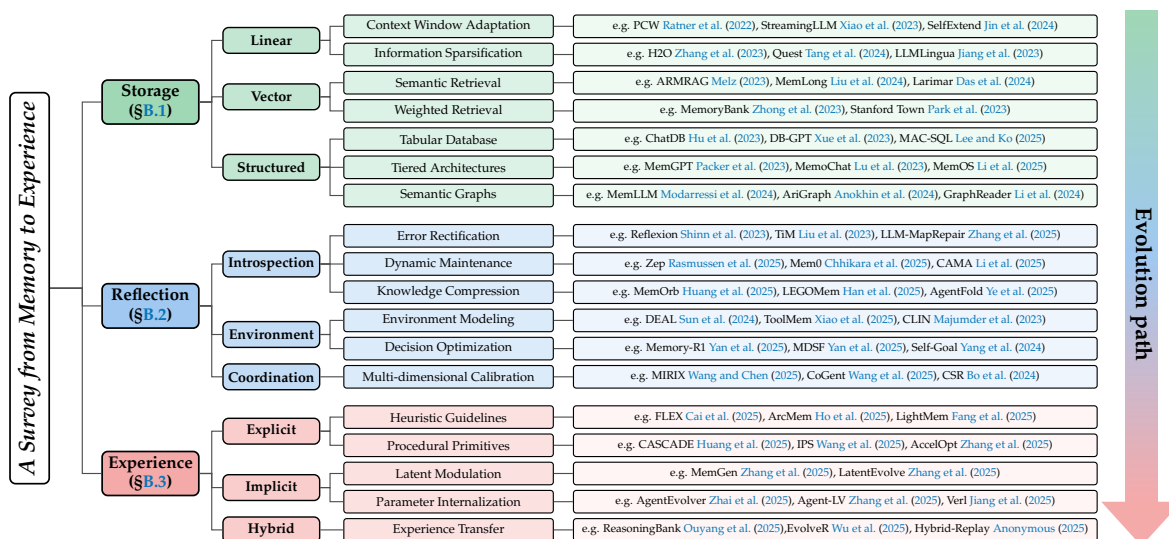 A Survey from Memory to Experience
Storage
(§B.1)
Linear
Context Window Adaptation
e.g. PCW Ratner et al. (2022), StreamingLLM Xiao et al. (2023), SelfExtend Jin et al. (2024)
Information Sparsification
e.g. H2O Zhang et al. (2023), Quest Tang et al. (2024), LLMLingua Jiang et al. (2023)
Vector
Semantic Retrieval
e.g. ARMRAG Melz (2023), MemLong Liu et al. (2024), Larimar Das et al. (2024)
Weighted Retrieval
e.g. MemoryBank Zhong et al. (2023), Stanford Town Park et al. (2023)
Structured
Tabular Database
e.g. ChatDB Hu et al. (2023), DB-GPT Xue et al. (2023), MAC-SQL Lee and Ko (2025)
Tiered Architectures
e.g. MemGPT Packer et al. (2023), MemoChat Lu et al. (2023), MemOS Li et al. (2025)
Semantic Graphs
e.g. MemLLM Modarressi et al. (2024), AriGraph Anokhin et al. (2024), GraphReader Li et al. (2024)
Reflection
(§B.2)
Introspection
Error Rectification
e.g. Reflexion Shinn et al. (2023), TiM Liu et al. (2023), LLM-MapRepair Zhang et al. (2025)
Dynamic Maintenance
e.g. Zep Rasmussen et al. (2025), Mem0 Chhikara et al. (2025), CAMA Li et al. (2025)
Knowledge Compression
e.g. MemOrb Huang et al. (2025), LEGOMem Han et al. (2025), AgentFold Ye et al. (2025)
Environment
Environment Modeling
e.g. DEAL Sun et al. (2024), ToolMem Xiao et al. (2025), CLIN Majumder et al. (2023)
Decision Optimization
e.g. Memory-R1 Yan et al. (2025), MDSF Yan et al. (2025), Self-Goal Yang et al. (2024)
Coordination
Multi-dimensional Calibration
e.g. MIRIX Wang and Chen (2025), CoGent Wang et al. (2025), CSR Bo et al. (2024)
Experience
(§B.3)
Explicit
Heuristic Guidelines
e.g. FLEX Cai et al. (2025), ArcMem Ho et al. (2025), LightMem Fang et al. (2025)
Procedural Primitives
e.g. CASCADE Huang et al. (2025), IPS Wang et al. (2025), AccelOpt Zhang et al. (2025)
Implicit
Latent Modulation
e.g. MemGen Zhang et al. (2025), LatentEvolve Zhang et al. (2025)
Parameter Internalization
e.g. AgentEvolver Zhai et al. (2025), Agent-LV Zhang et al. (2025), Verl Jiang et al. (2025)
Hybrid
Experience Transfer
e.g. ReasoningBank Ouyang et al. (2025),EvolveR Wu et al. (2025), Hybrid-Replay Anonymous (2025)
Evolution path